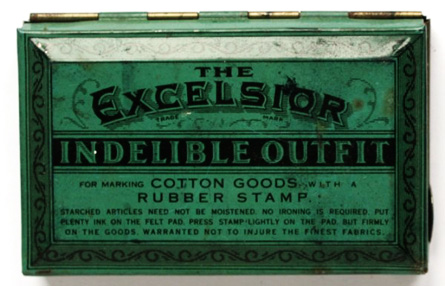 THE
EXCELSIOR
TRADE MARK
INDELIBLE OUTFIT
FOR MARKING COTTON GOODS WITH A
RUBBER STAMP.
STARCHED ARTICLES NEED NOT BE MOISTENED. NO IRONING IS REQUIRED. PUT
PLENTY INK ON THE FELT PAD. PRESS STAMP LIGHTLY ON THE PAD, BUT FIRMLY
ON THE GOODS. WARRANTED NOT TO INJURE THE FINEST FABRICS.